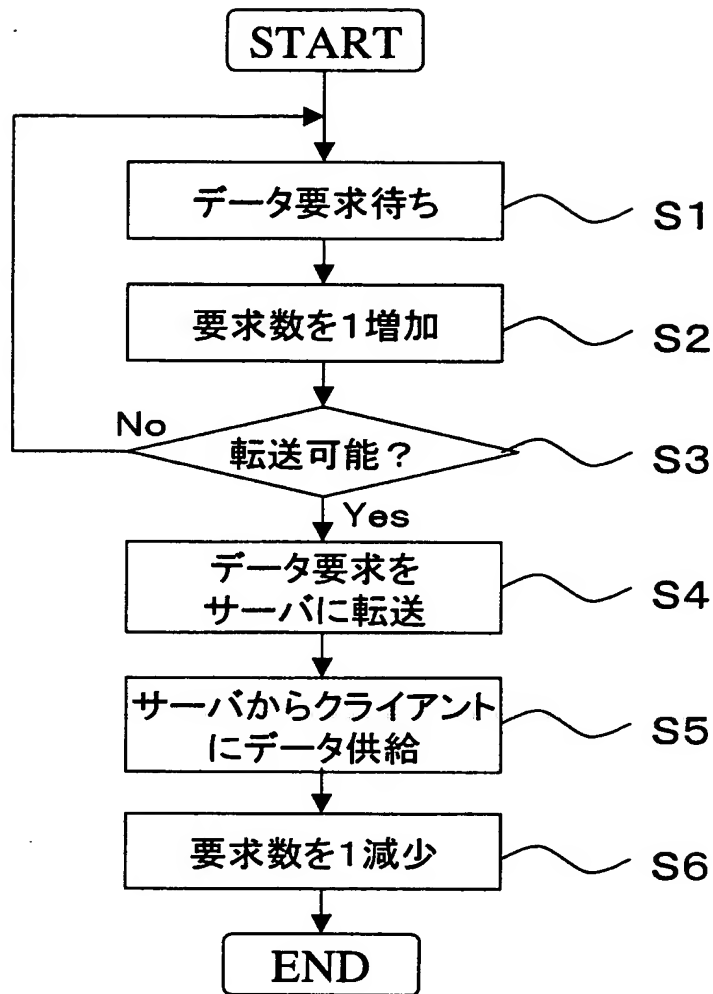 START
データ要求待ち
S1
要求数を1増加
S2
No
転送可能?
S3
Yes
データ要求を
サーバに転送
S4
サーバからクライアント
にデータ供給
S5
要求数を1減少
S6
END